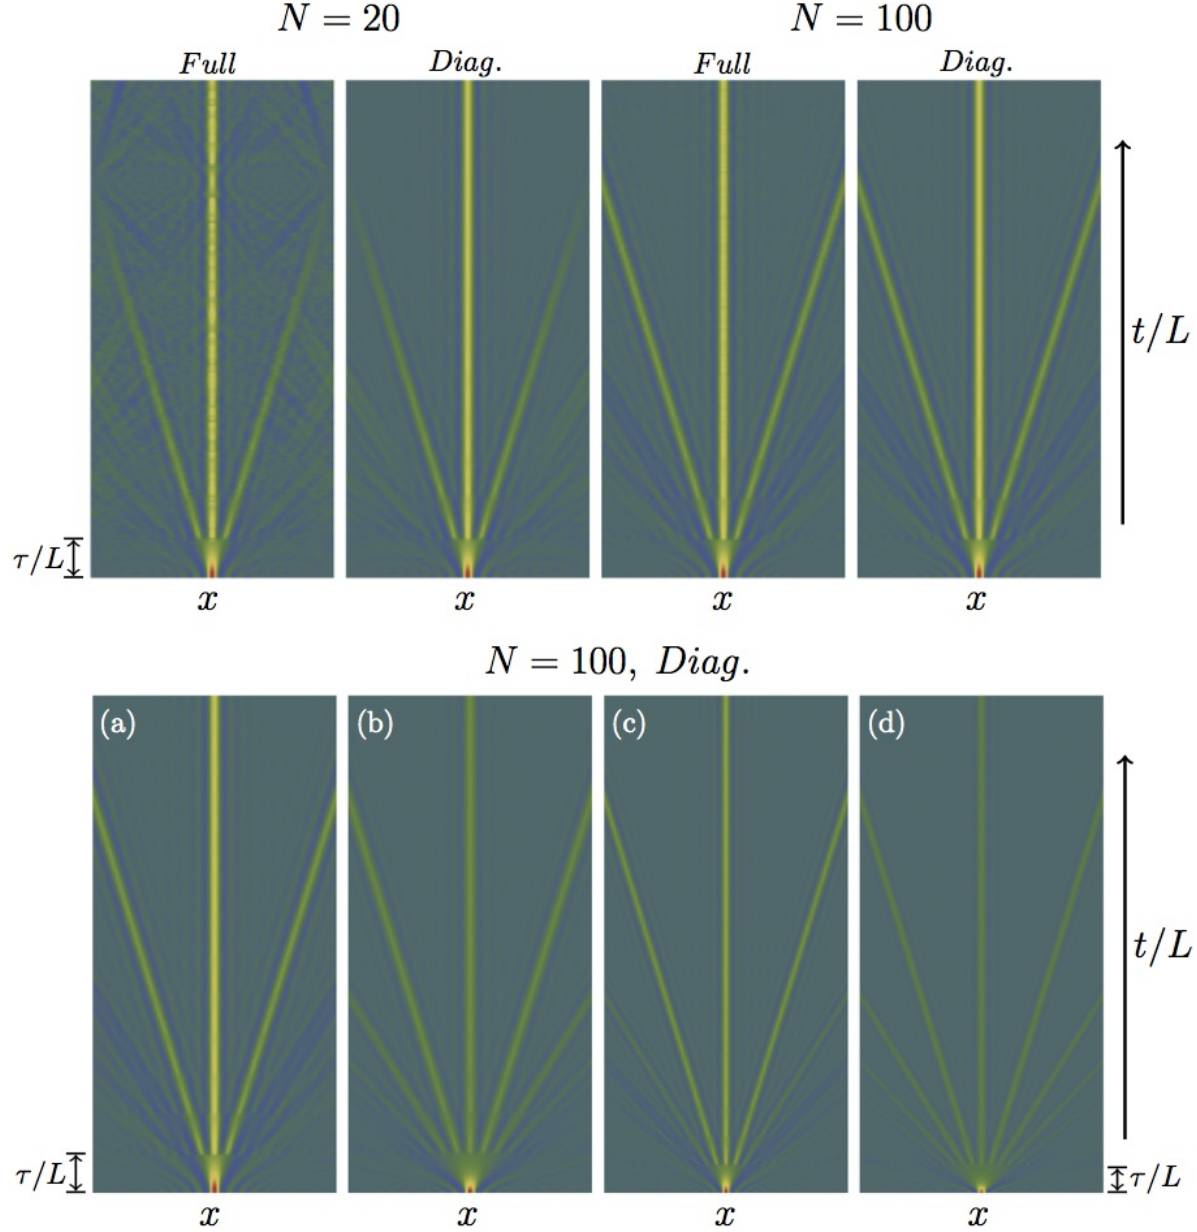 N = 20 N = 100
Full Diag. Full Diag.
t/L
τ/L
x x x x
N = 100, Diag.
(a) (b) (c) (d)
t/L
τ/L τ/L
x x x x